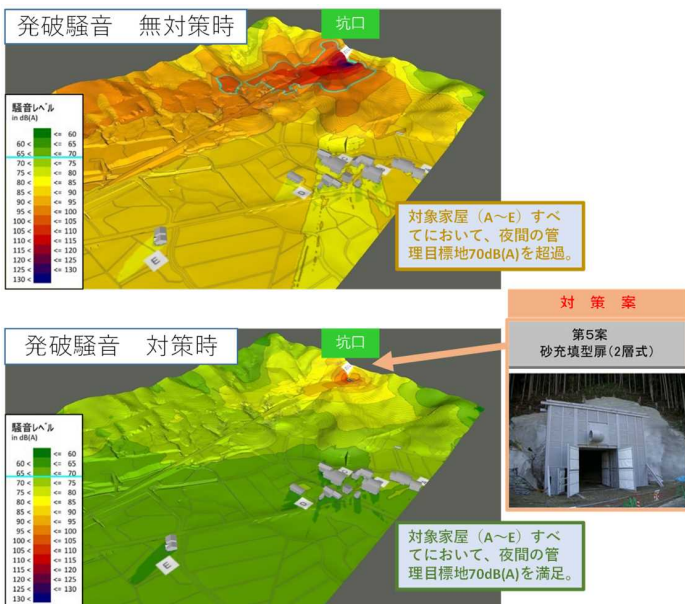 発破騒音 無対策時
坑口
騒音レベル
in dB(A)
<= 60
60 < <= 65
65 < <= 70
70 < <= 75
75 < <= 80
80 < <= 85
85 < <= 90
90 < <= 95
95 < <= 100
100 < <= 105
105 < <= 110
110 < <= 115
115 < <= 120
120 < <= 125
125 < <= 130
130 <
E
対象家屋（A～E）すべ
てにおいて、夜間の管
理目標地70dB(A)を超過。
対 策 案
第5案
砂充填型扉(2層式)
発破騒音 対策時
坑口
騒音レベル
in dB(A)
<= 60
60 < <= 65
65 < <= 70
70 < <= 75
75 < <= 80
80 < <= 85
85 < <= 90
90 < <= 95
95 < <= 100
100 < <= 105
105 < <= 110
110 < <= 115
115 < <= 120
120 < <= 125
125 < <= 130
130 <
E
対象家屋（A～E）すべ
てにおいて、夜間の管
理目標地70dB(A)を満足。